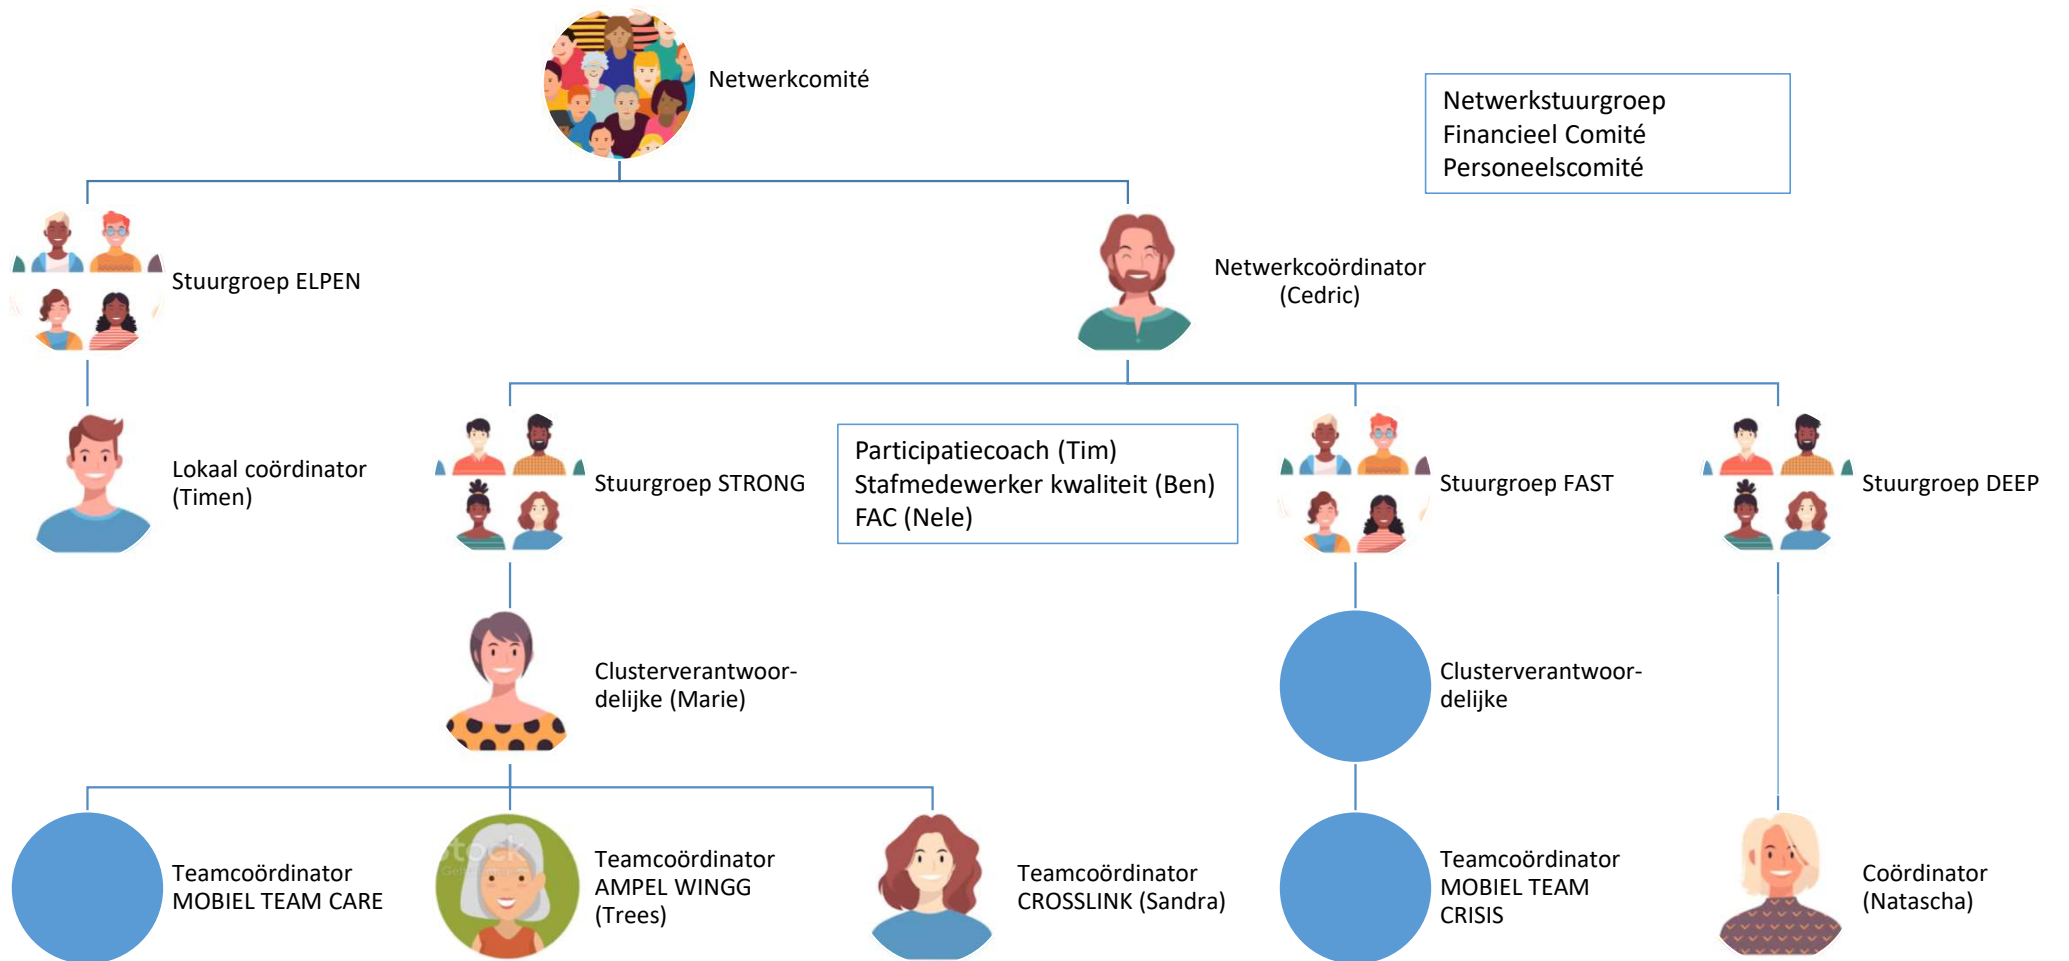 Netwerkcomité
Netwerkstuurgroep
Financieel Comité
Personeelscomité
Stuurgroep ELPEN
Netwerkcoördinator
(Cedric)
Lokaal coördinator
(Timen)
Stuurgroep STRONG
Participatiecoach (Tim)
Stafmedewerker kwaliteit (Ben)
FAC (Nele)
Stuurgroep FAST
Stuurgroep DEEP
Clusterverantwoor-
delijke (Marie)
Clusterverantwoor-
delijke
Teamcoördinator
MOBIEL TEAM CARE
Teamcoördinator
AMPEL WINGG
(Trees)
Teamcoördinator
CROSSLINK (Sandra)
Teamcoördinator
MOBIEL TEAM
CRISIS
Coördinator
(Natascha)